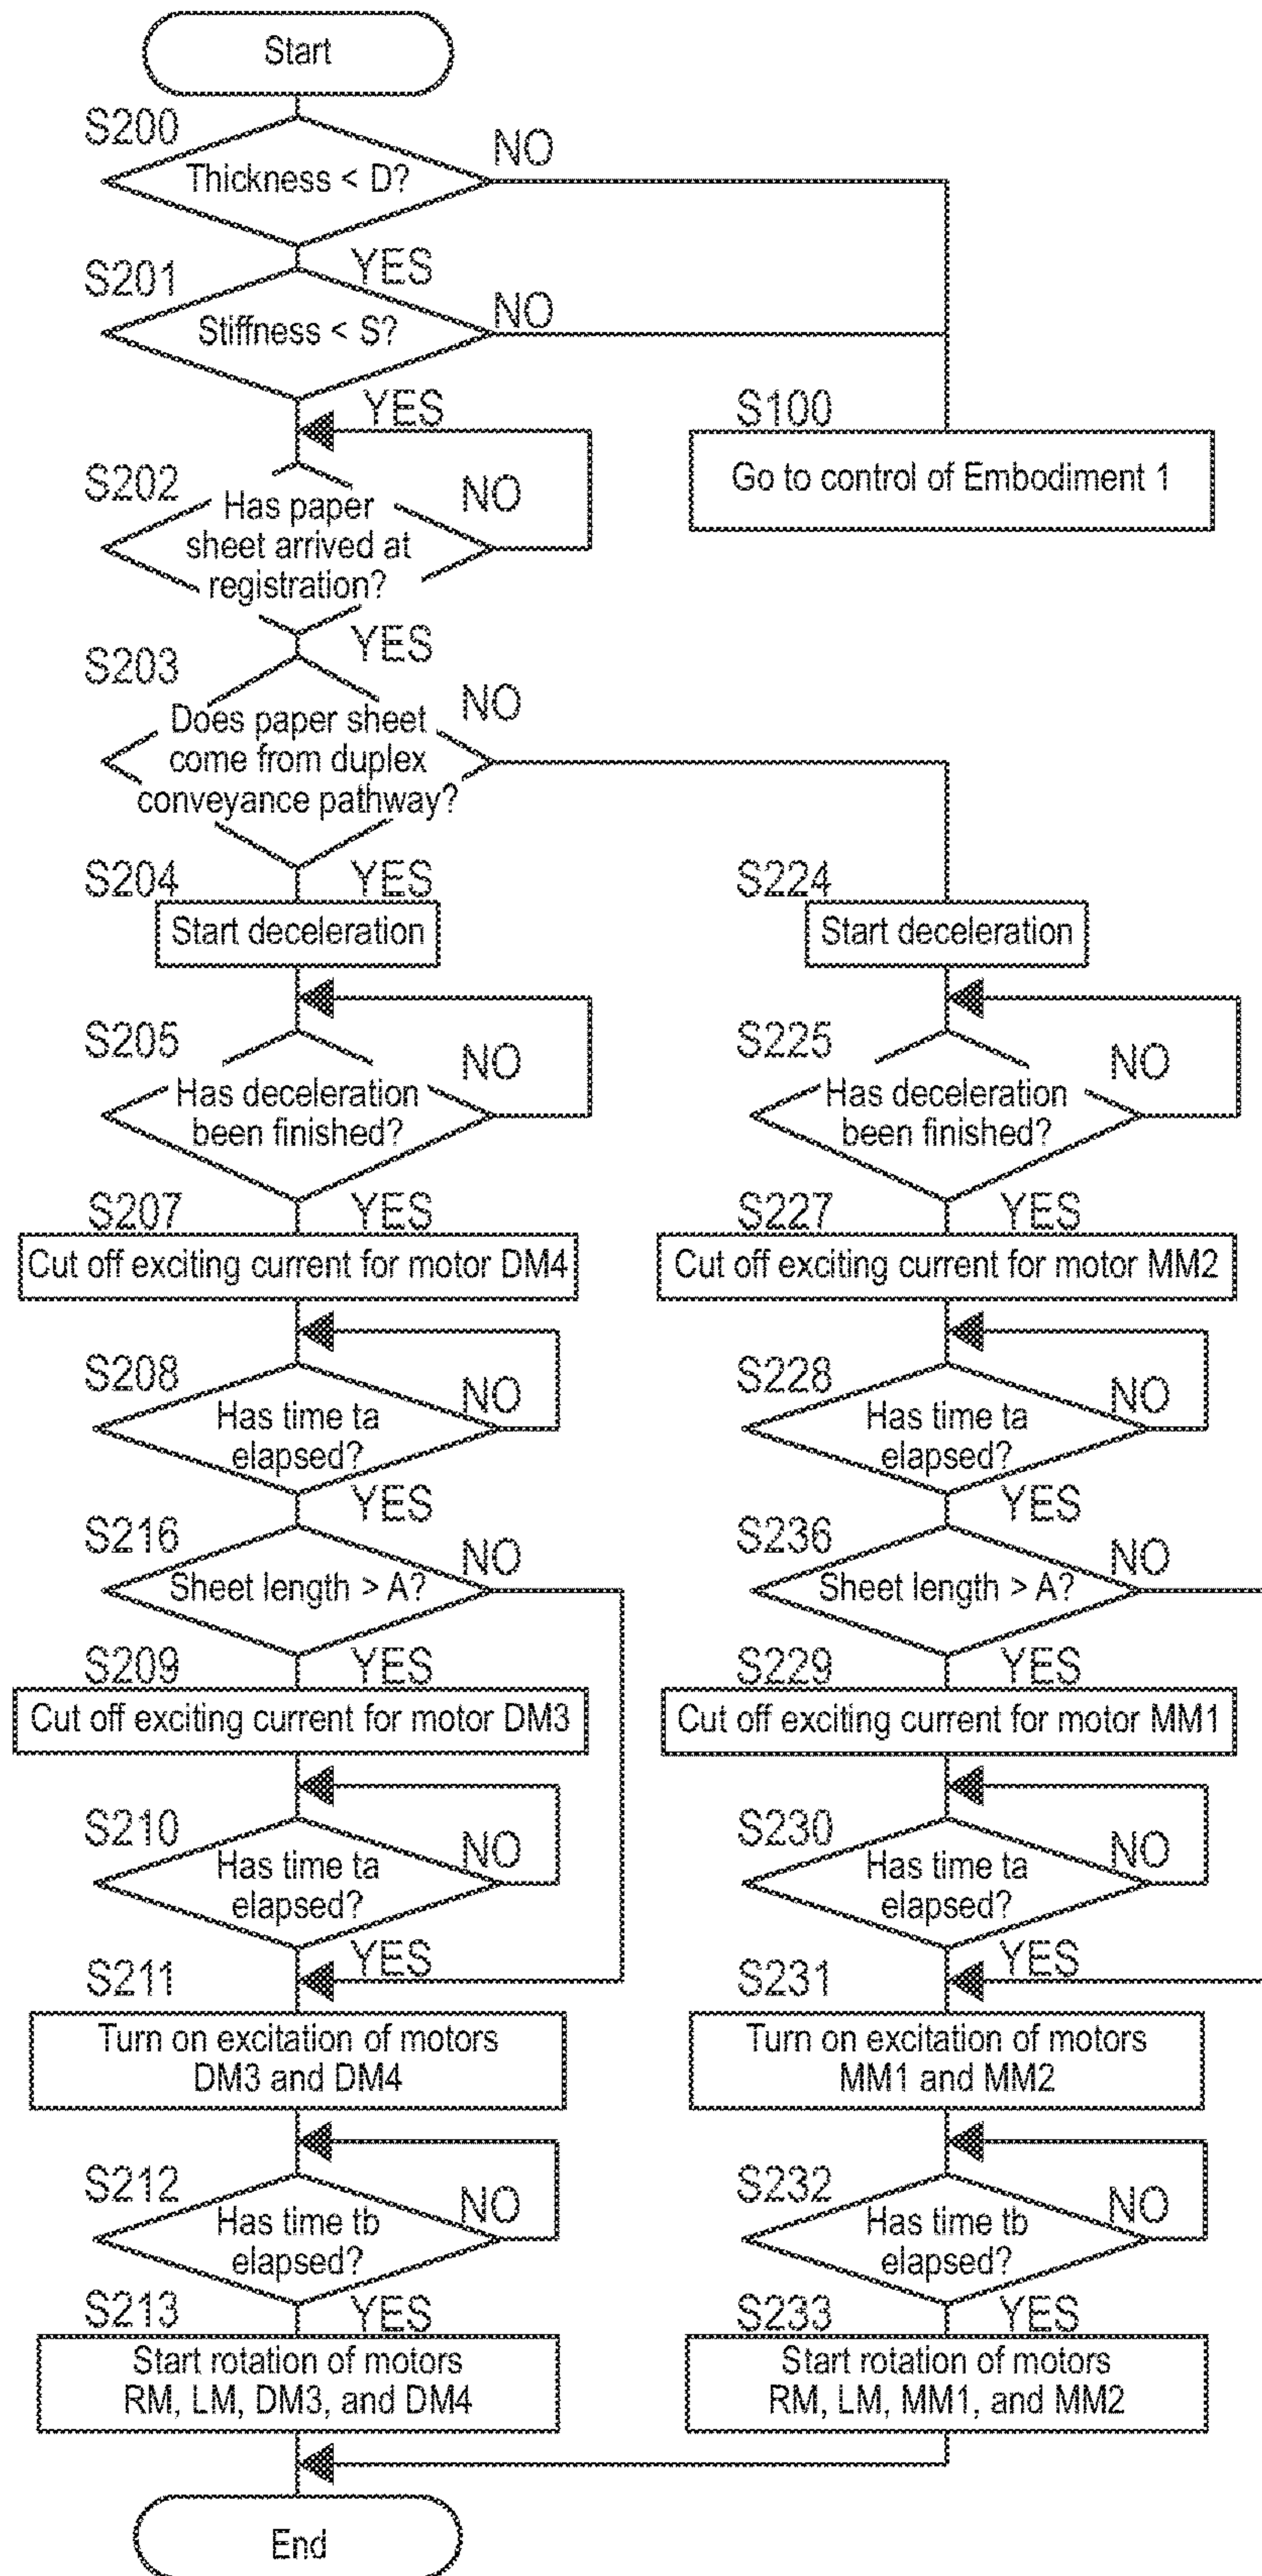 Start
S200
Thickness < D?
NO
YES
S201
Stiffness < S?
NO
YES
S100
Go to control of Embodiment 1
S202
Has paper
sheet arrived at
registration?
NO
YES
S203
Does paper sheet
come from duplex
conveyance pathway?
NO
YES
S204
Start deceleration
S205
Has deceleration
been finished?
NO
YES
S207
Cut off exciting current for motor DM4
S208
Has time ta
elapsed?
NO
YES
S216
Sheet length > A?
NO
YES
S209
Cut off exciting current for motor DM3
S210
Has time ta
elapsed?
NO
YES
S211
Turn on excitation of motors
DM3 and DM4
S212
Has time tb
elapsed?
NO
YES
S213
Start rotation of motors
RM, LM, DM3, and DM4
S224
Start deceleration
S225
Has deceleration
been finished?
NO
YES
S227
Cut off exciting current for motor MM2
S228
Has time ta
elapsed?
NO
YES
S236
Sheet length > A?
NO
YES
S229
Cut off exciting current for motor MM1
S230
Has time ta
elapsed?
NO
YES
S231
Turn on excitation of motors
MM1 and MM2
S232
Has time tb
elapsed?
NO
YES
S233
Start rotation of motors
RM, LM, MM1, and MM2
End